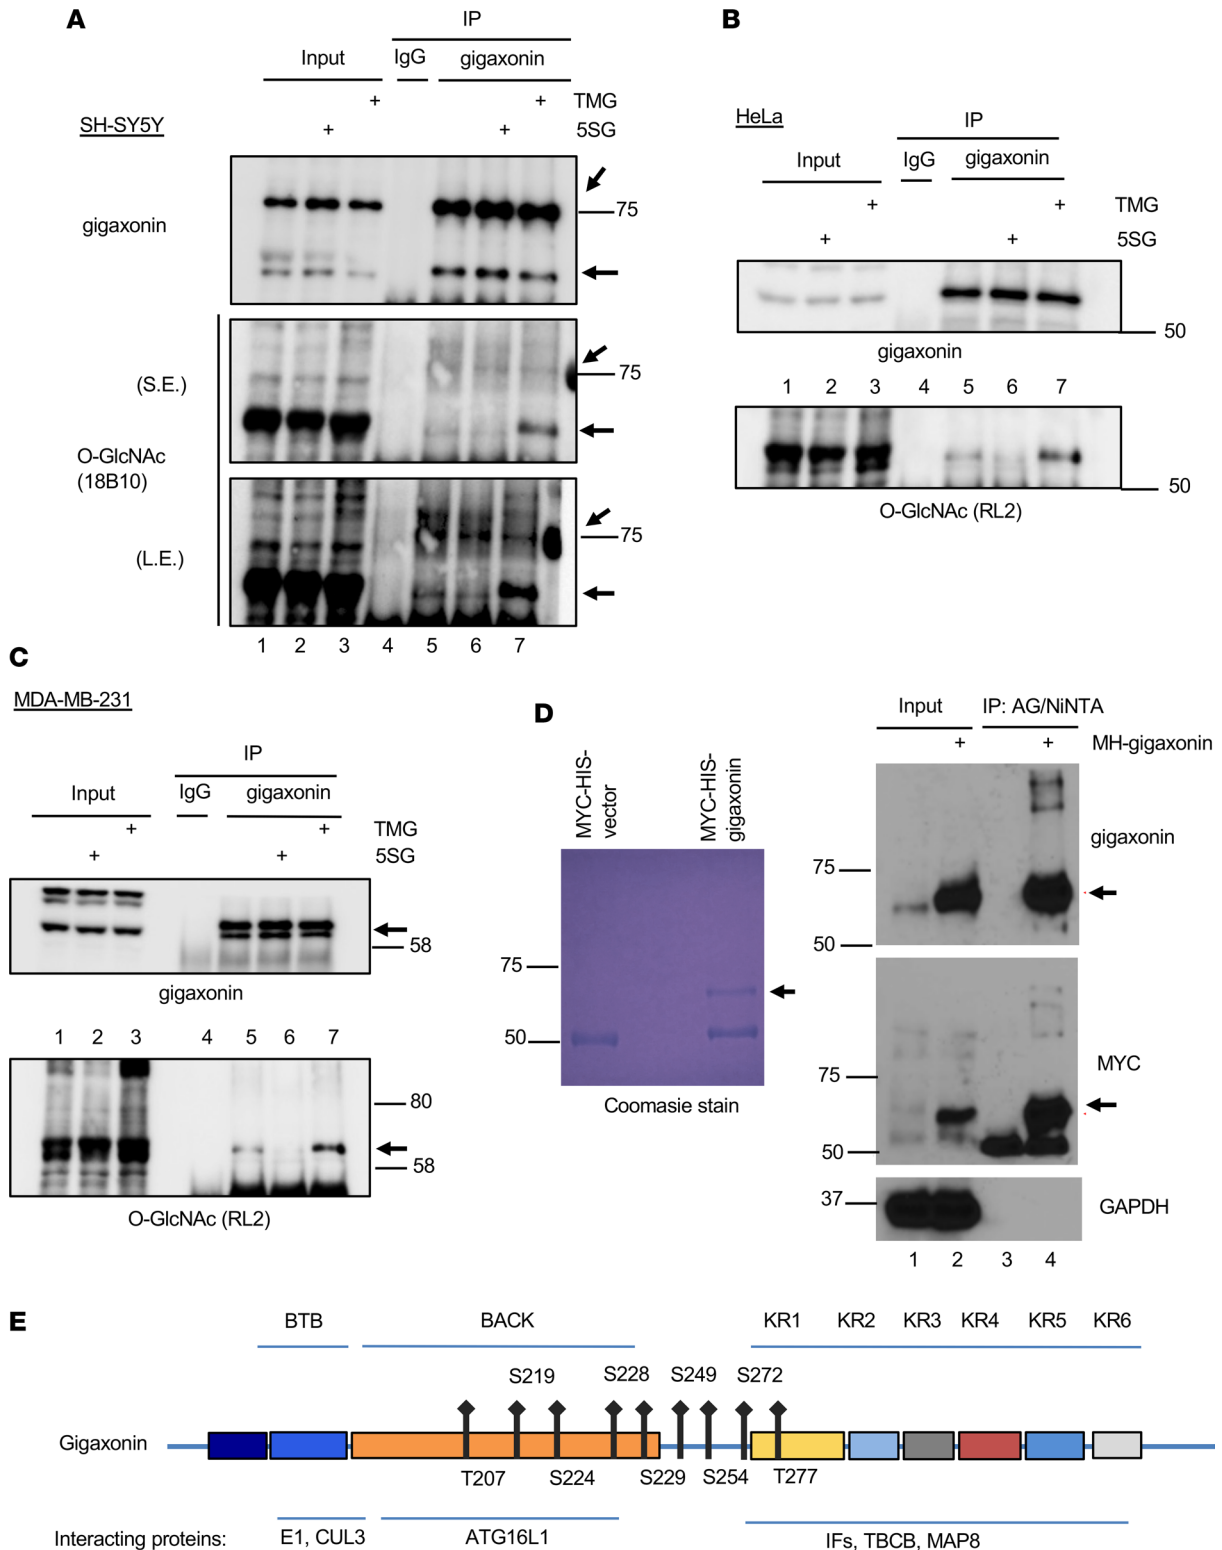 A
IP
Input
IgG
gigaxonin
+
+
TMG
SH-SY5Y
+
+
5SG
gigaxonin
75
(S.E.)
75
O-GlcNAc
(18B10)
(L.E.)
75
1 2 3 4 5 6 7
B
HeLa
IP
Input
IgG
gigaxonin
+
+
TMG
+
+
5SG
50
gigaxonin
1 2 3 4 5 6 7
50
O-GlcNAc (RL2)
C
MDA-MB-231
IP
Input
IgG
gigaxonin
+
+
TMG
+
+
5SG
58
gigaxonin
1 2 3 4 5 6 7
80
58
O-GlcNAc (RL2)
D
MYC-HIS-
vector
MYC-HIS-
gigaxonin
75
50
Coomasie stain
Input
IP: AG/NiNTA
+
+
MH-gigaxonin
gigaxonin
75
50
MYC
75
50
37
GAPDH
1 2 3 4
E
BTB
BACK
KR1 KR2 KR3 KR4 KR5 KR6
S219 S228 S249 S272
Gigaxonin
T207 S224 S229 S254 T277
Interacting proteins:
E1, CUL3
ATG16L1
IFs, TBCB, MAP8